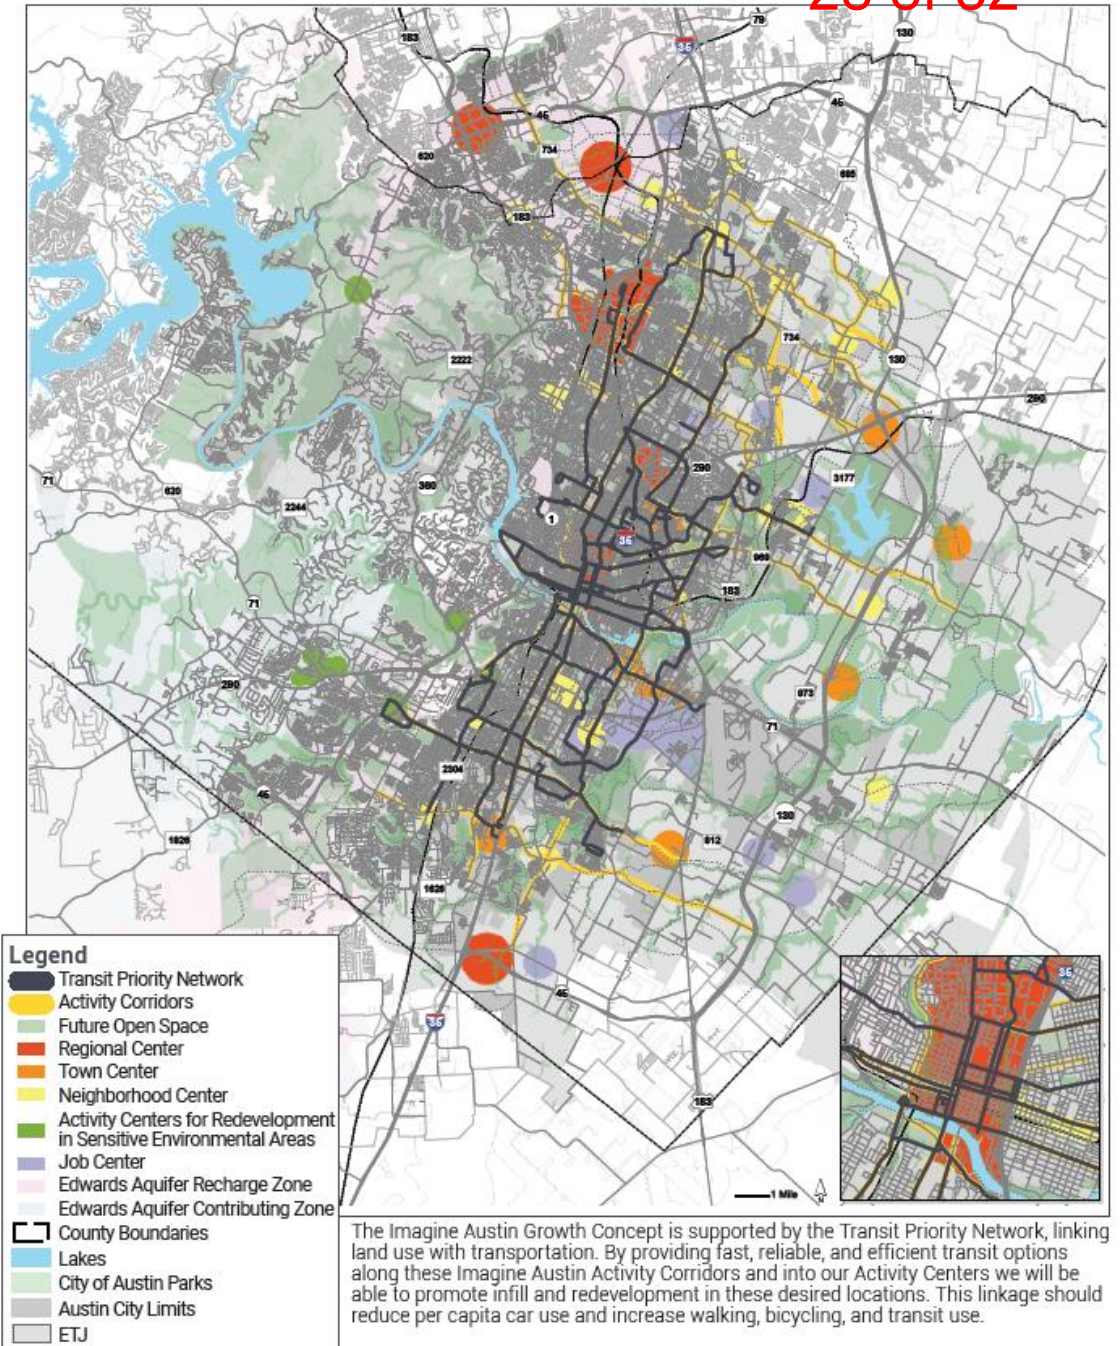 183
35
79
130
45
45
620
734
685
183
2222
734
130
290
71
620
2244
360
290
3177
1
35
969
183
71
290
973
71
2304
45
130
1826
812
1626
35
45
183
35
1 Mile
N
Legend
Transit Priority Network
Activity Corridors
Future Open Space
Regional Center
Town Center
Neighborhood Center
Activity Centers for Redevelopment
in Sensitive Environmental Areas
Job Center
Edwards Aquifer Recharge Zone
Edwards Aquifer Contributing Zone
County Boundaries
Lakes
City of Austin Parks
Austin City Limits
ETJ
The Imagine Austin Growth Concept is supported by the Transit Priority Network, linking
land use with transportation. By providing fast, reliable, and efficient transit options
along these Imagine Austin Activity Corridors and into our Activity Centers we will be
able to promote infill and redevelopment in these desired locations. This linkage should
reduce per capita car use and increase walking, bicycling, and transit use.